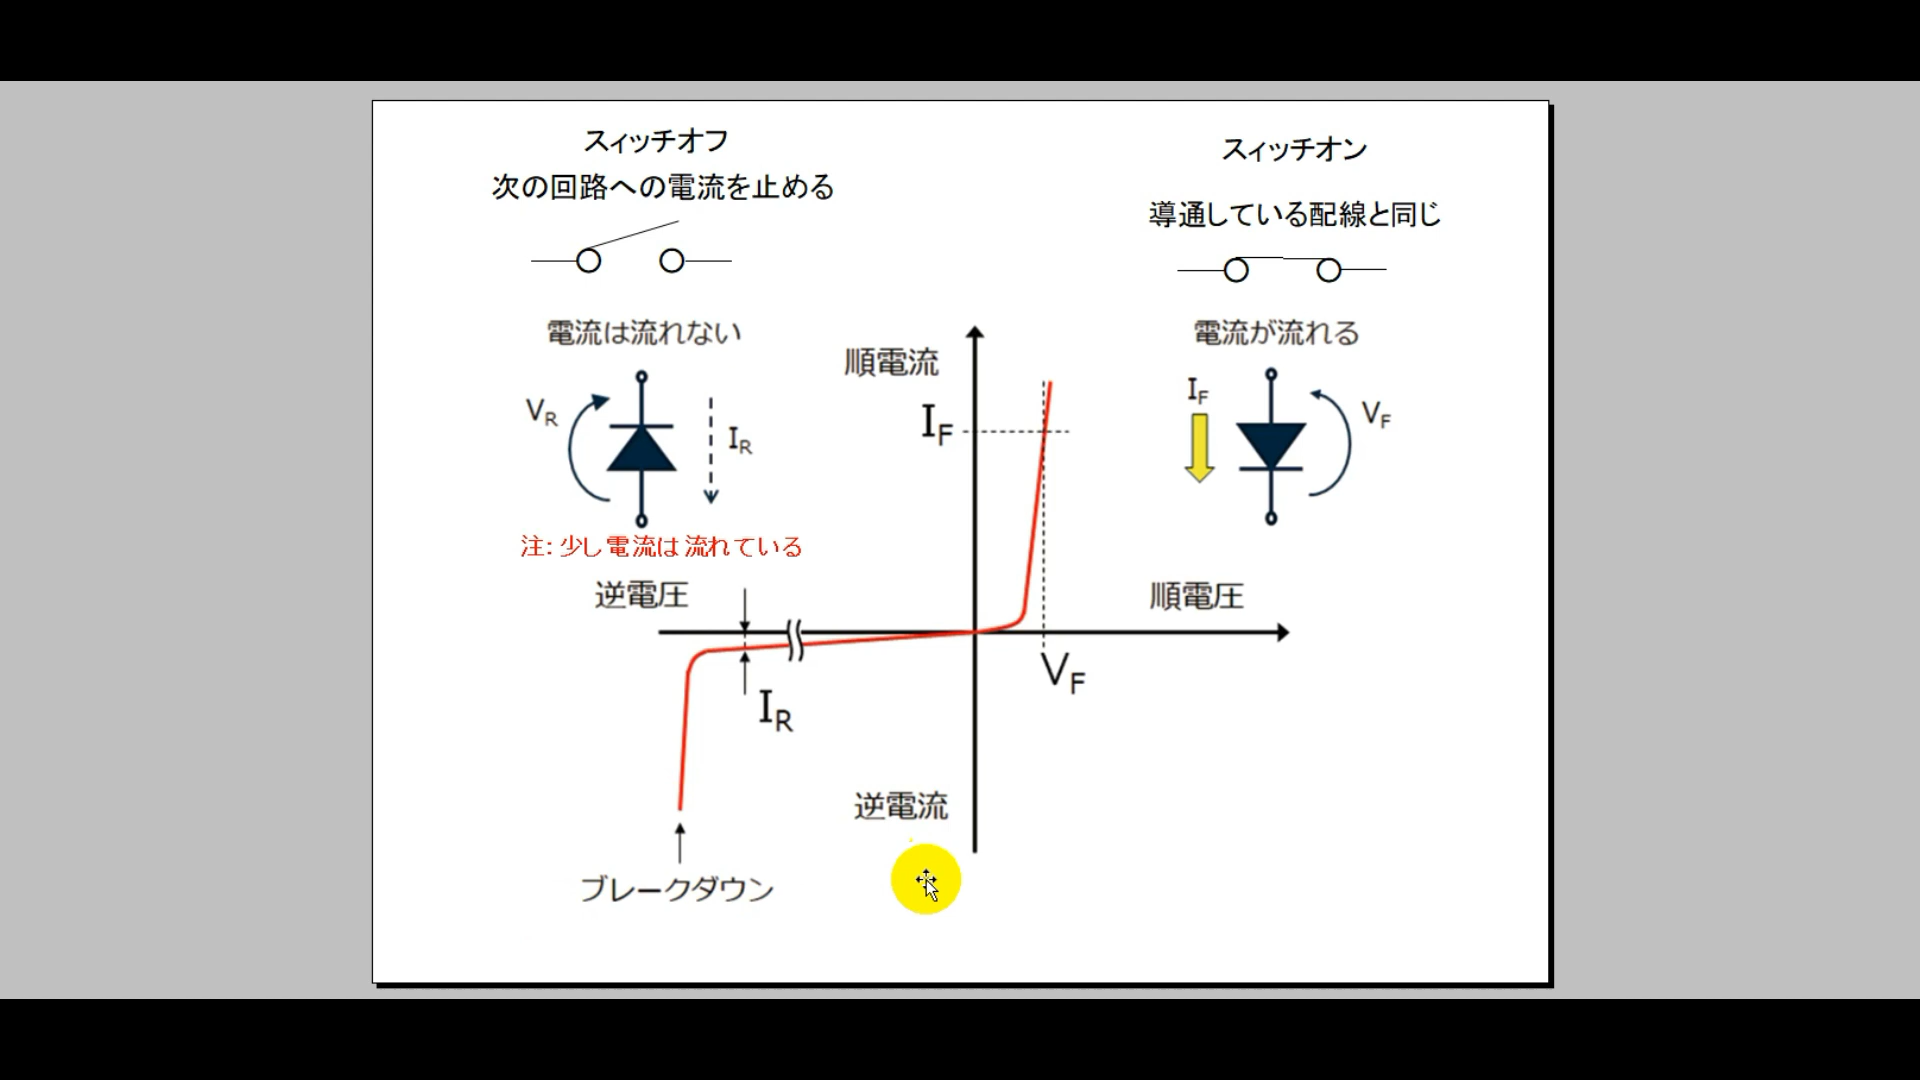 スィッチオフ
次の回路への電流を止める
スィッチオン
導通している配線と同じ
電流は流れない
電流が流れる
順電流
VR
IR
IF
IF
VF
注:少し電流は流れている
逆電圧
順電圧
VF
IR
逆電流
ブレークダウン